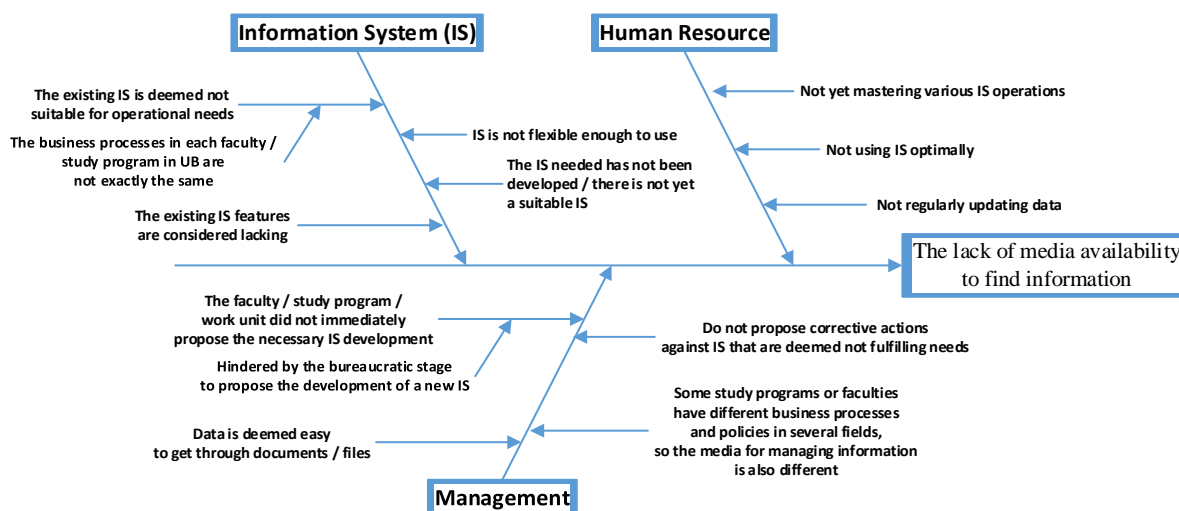 Information System (IS)
Human Resource
The existing IS is deemed not
suitable for operational needs
The business processes in each faculty /
study program in UB are
not exactly the same
IS is not flexible enough to use
The IS needed has not been
developed / there is not yet
a suitable IS
The existing IS features
are considered lacking
Not yet mastering various IS operations
Not using IS optimally
Not regularly updating data
The lack of media availability
to find information
The faculty / study program /
work unit did not immediately
propose the necessary IS development
Hindered by the bureaucratic stage
to propose the development of a new IS
Data is deemed easy
to get through documents / files
Do not propose corrective actions
against IS that are deemed not fulfilling needs
Some study programs or faculties
have different business processes
and policies in several fields,
so the media for managing information
is also different
Management